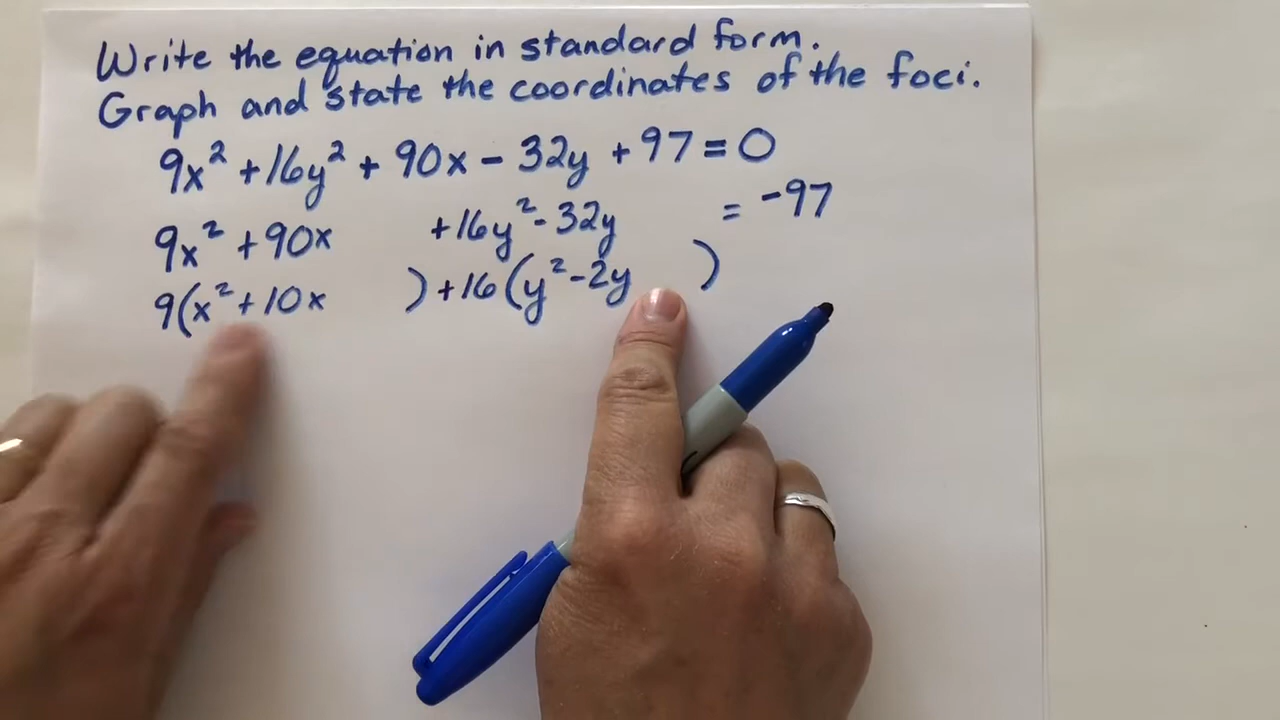 Write the equation in standard form.
Graph and state the coordinates of the foci.
9x² + 16y² + 90x - 32y + 97 = 0
9x² + 90x + 16y² - 32y = -97
9(x² + 10x ) + 16(y² - 2y )